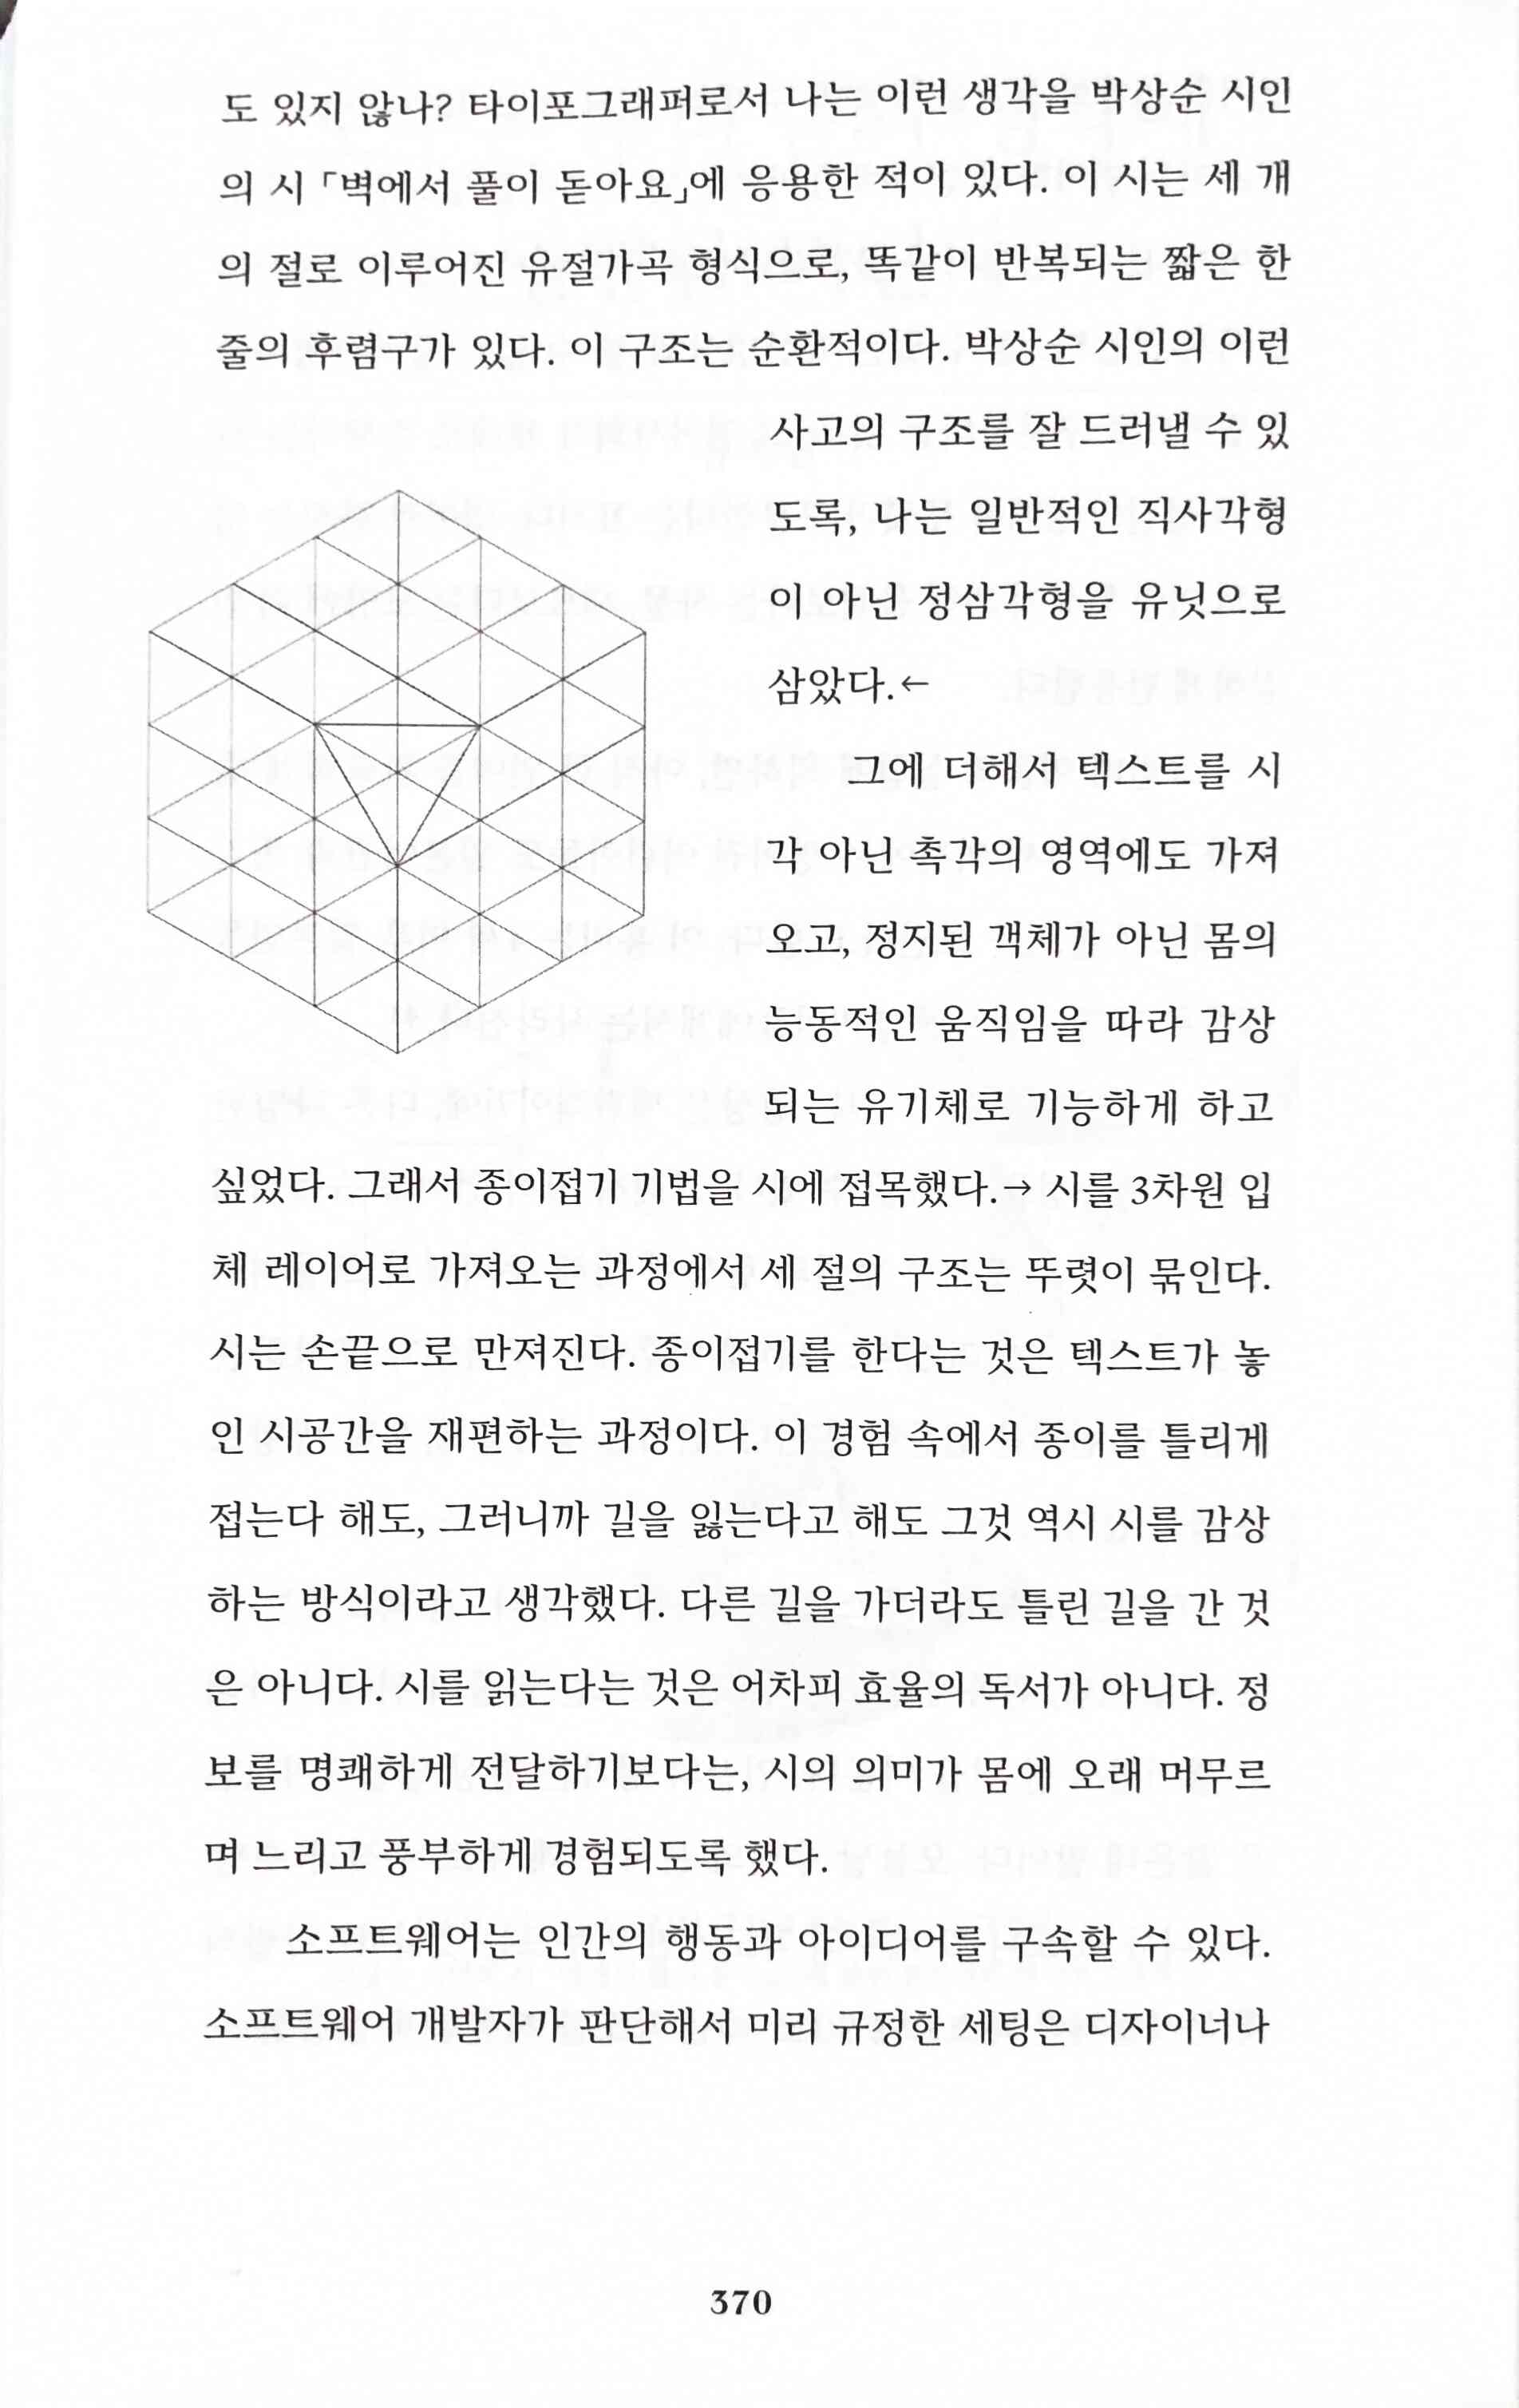 도 있지 않나? 타이포그래퍼로서 나는 이런 생각을 박상순 시인
의 시 「벽에서 풀이 돋아요」에 응용한 적이 있다. 이 시는 세 개
의 절로 이루어진 유절가곡 형식으로, 똑같이 반복되는 짧은 한
줄의 후렴구가 있다. 이 구조는 순환적이다. 박상순 시인의 이런
사고의 구조를 잘 드러낼 수 있
도록, 나는 일반적인 직사각형
이 아닌 정삼각형을 유닛으로
삼았다.←
그에 더해서 텍스트를 시
각 아닌 촉각의 영역에도 가져
오고, 정지된 객체가 아닌 몸의
능동적인 움직임을 따라 감상
되는 유기체로 기능하게 하고
싶었다. 그래서 종이접기 기법을 시에 접목했다.→ 시를 3차원 입
체 레이어로 가져오는 과정에서 세 절의 구조는 뚜렷이 묶인다.
시는 손끝으로 만져진다. 종이접기를 한다는 것은 텍스트가 놓
인 시공간을 재편하는 과정이다. 이 경험 속에서 종이를 틀리게
접는다 해도, 그러니까 길을 잃는다고 해도 그것 역시 시를 감상
하는 방식이라고 생각했다. 다른 길을 가더라도 틀린 길을 간 것
은 아니다. 시를 읽는다는 것은 어차피 효율의 독서가 아니다. 정
보를 명쾌하게 전달하기보다는, 시의 의미가 몸에 오래 머무르
며 느리고 풍부하게 경험되도록 했다.
소프트웨어는 인간의 행동과 아이디어를 구속할 수 있다.
소프트웨어 개발자가 판단해서 미리 규정한 세팅은 디자이너나
370